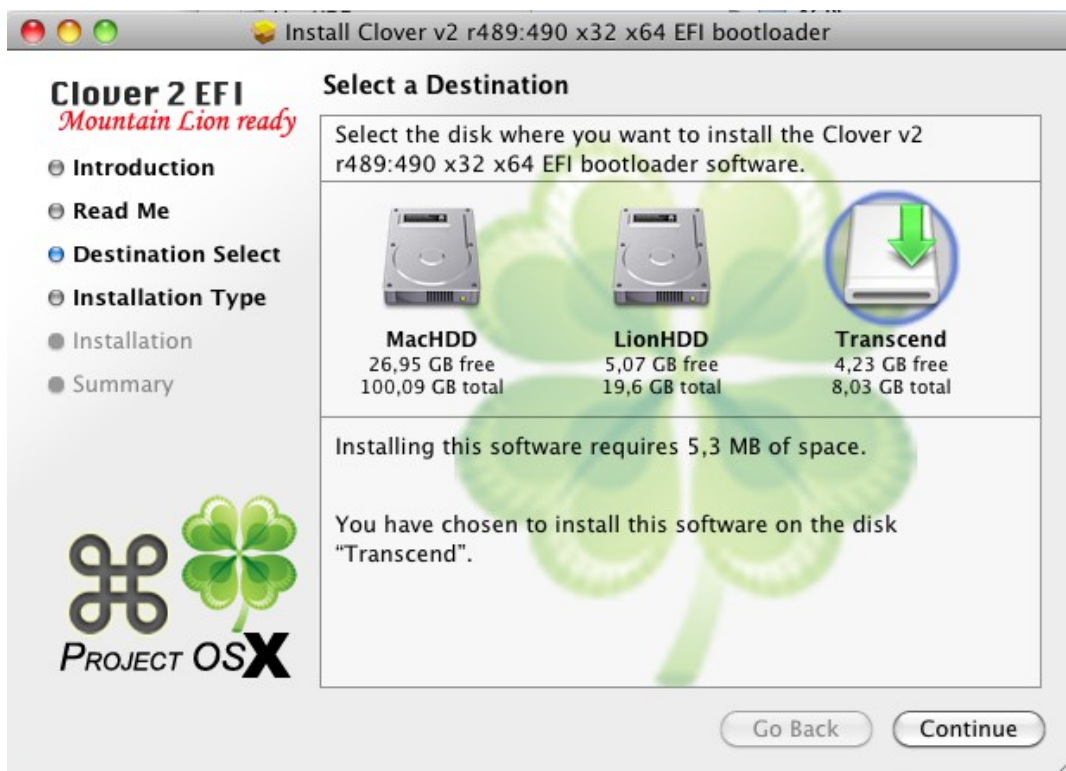 Install Clover v2 r489:490 x32 x64 EFI bootloader
Clover 2 EFI
Mountain Lion ready
Introduction
Read Me
Destination Select
Installation Type
Installation
Summary
PROJECT OSX
Select a Destination
Select the disk where you want to install the Clover v2
r489:490 x32 x64 EFI bootloader software.
MacHDD
26,95 GB free
100,09 GB total
LionHDD
5,07 GB free
19,6 GB total
Transcend
4,23 GB free
8,03 GB total
Installing this software requires 5,3 MB of space.
You have chosen to install this software on the disk
“Transcend”.
Go Back
Continue